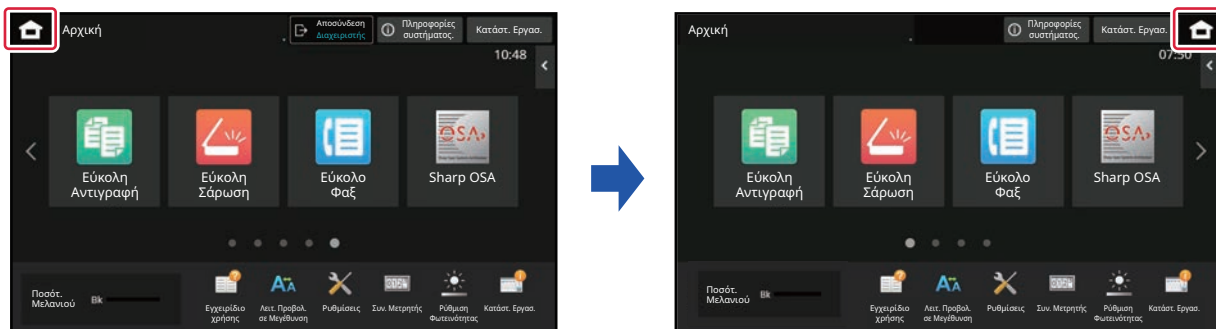 Αρχική
Αποσύνδεση
Διαχειριστής
Πληροφορίες
συστήματος.
Κατάστ. Εργασ.
10:48
Εύκολη
Αντιγραφή
Εύκολη
Σάρωση
Εύκολο
Φαξ
OSA
Sharp OSA
Ποσότ.
Μελανιού
Bk
Εγχειρίδιο
χρήσης
Λειτ. Προβολ.
σε Μεγέθυνση
Ρυθμίσεις
Συν. Μετρητής
Ρύθμιση
Φωτεινότητας
Κατάστ. Εργασ.
Αρχική
Πληροφορίες
συστήματος.
Κατάστ. Εργασ.
07:50
Εύκολη
Αντιγραφή
Εύκολη
Σάρωση
Εύκολο
Φαξ
OSA
Sharp OSA
Ποσότ.
Μελανιού
Bk
Εγχειρίδιο
χρήσης
Λειτ. Προβολ.
σε Μεγέθυνση
Ρυθμίσεις
Συν. Μετρητής
Ρύθμιση
Φωτεινότητας
Κατάστ. Εργασ.